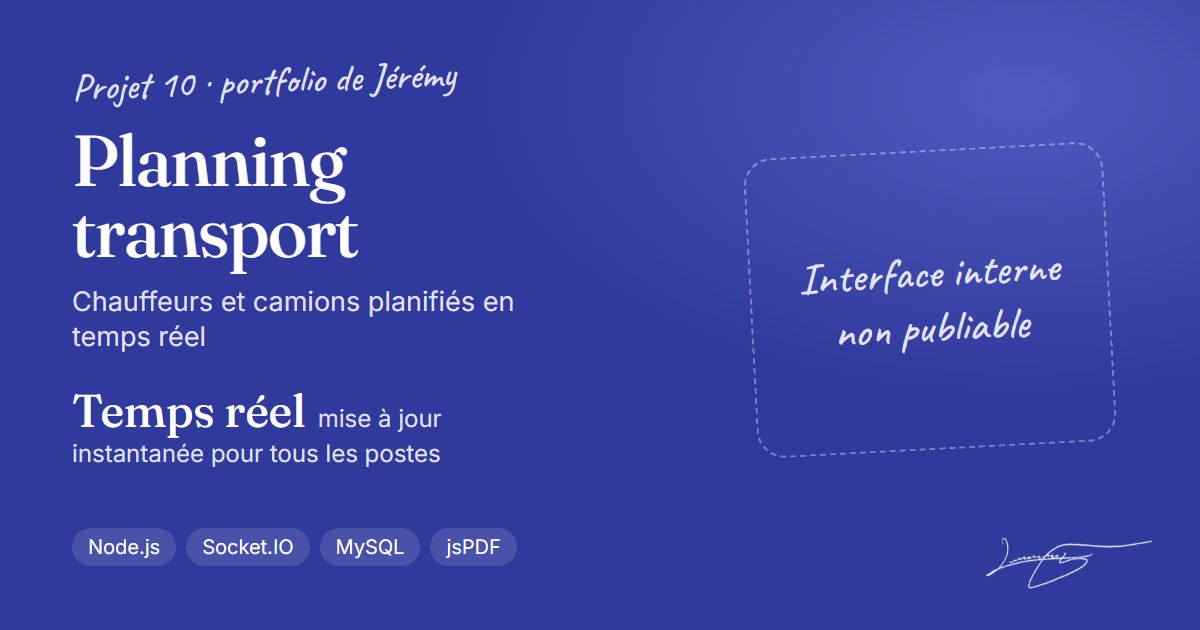 Projet 10 · portfolio de Jérémy
Planning
transport
Chauffeurs et camions planifiés en
temps réel
Temps réel mise à jour
instantanée pour tous les postes
Interface interne
non publiable
Node.js
Socket.IO
MySQL
jsPDF